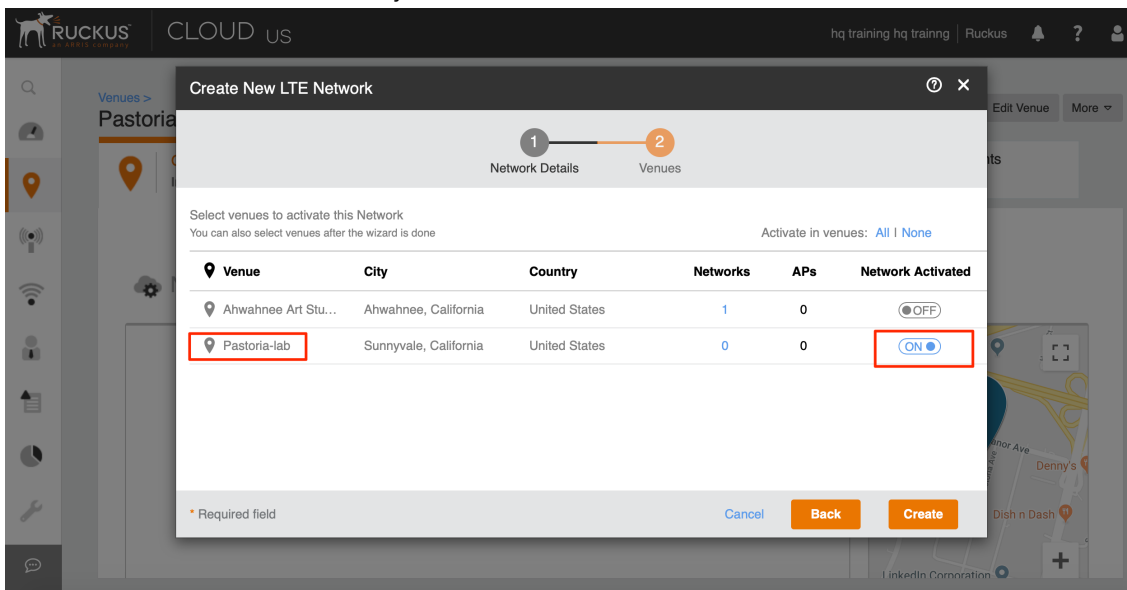 RUCKUS
an ARRIS company
CLOUD US
hq training hq trainng | Ruckus
?
Venues >
Pastoria
Edit Venue
More
Create New LTE Network
1
2
Network Details
Venues
Select venues to activate this Network
You can also select venues after the wizard is done
Activate in venues: All I None
Venue City Country Networks APs Network Activated
Ahwahnee Art Stu... Ahwahnee, California United States 1 0 OFF
Pastoria-lab Sunnyvale, California United States 0 0 ON
* Required field
Cancel
Back
Create
Denny's
Dish n Dash
LinkedIn Corporation
+